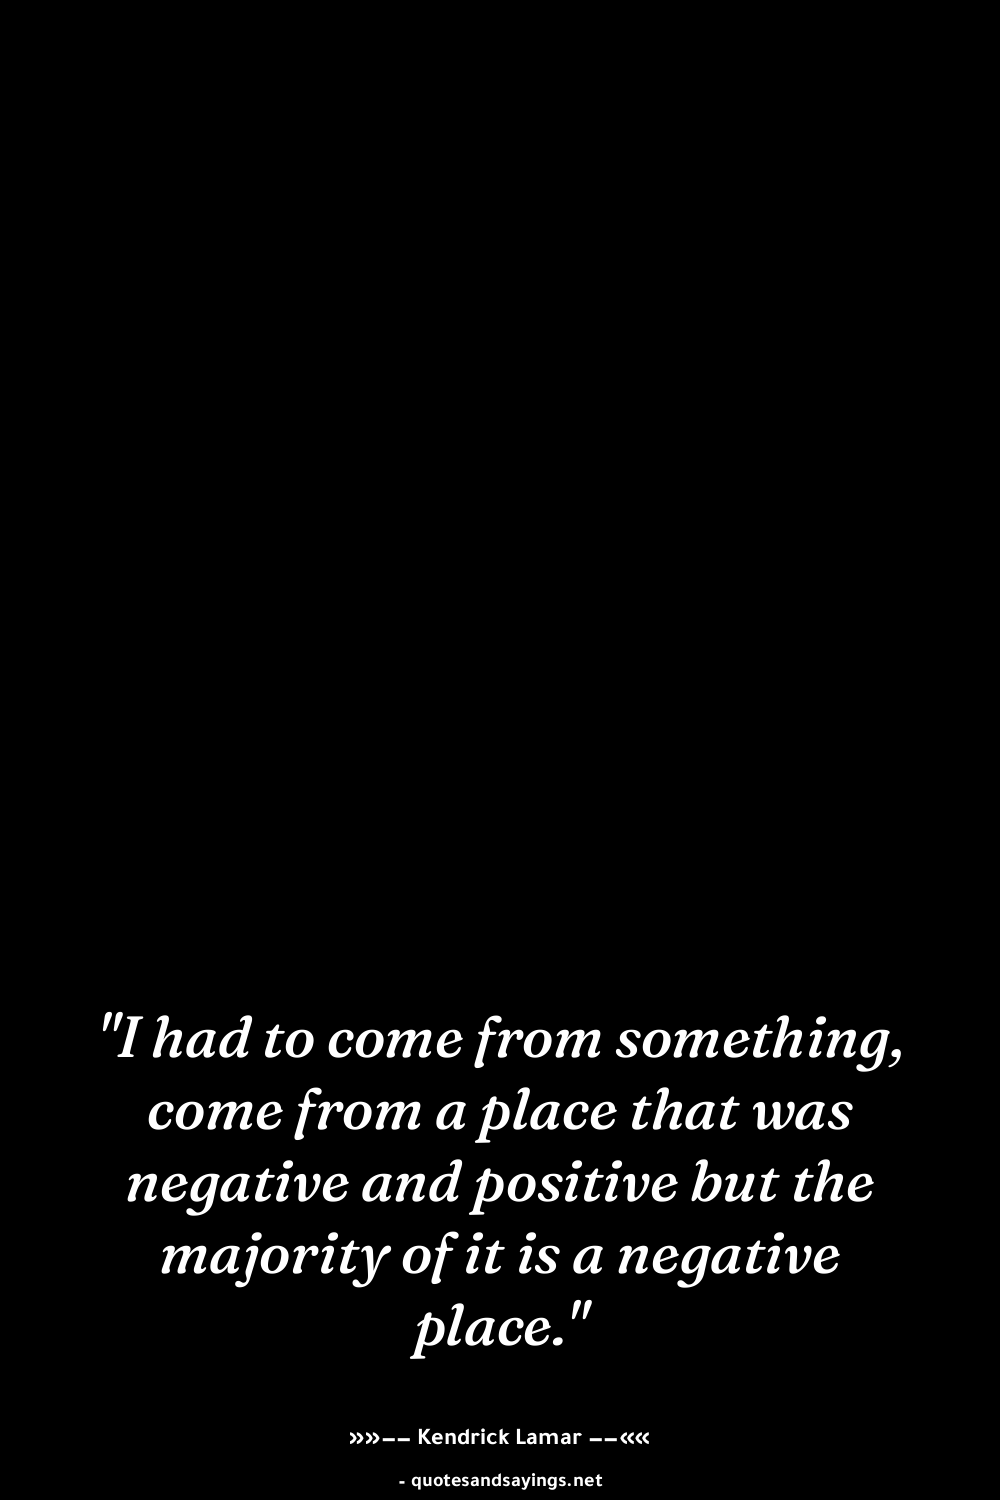 "I had to come from something,
come from a place that was
negative and positive but the
majority of it is a negative
place."
»»−− Kendrick Lamar −−««
- quotesandsayings.net